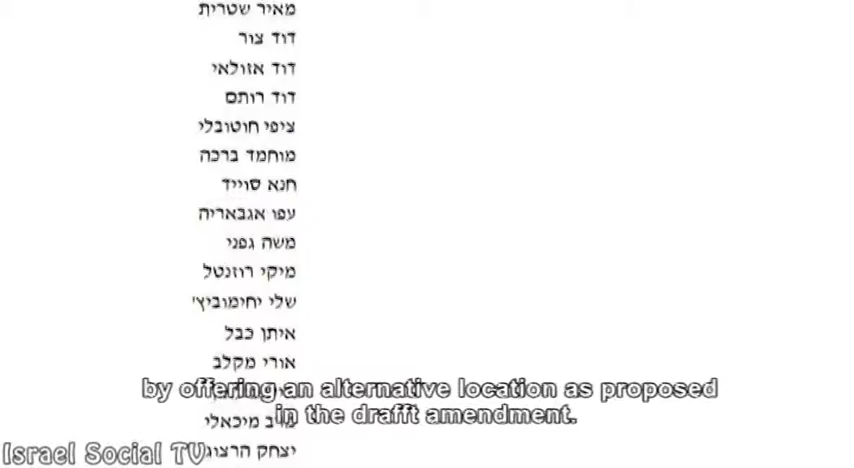 מאיר שטרית
דוד צור
דוד אזולאי
דוד רותם
ציפי חוטובלי
מוחמד ברכה
חנא סוייד
עפו אגבאריה
משה גפני
מיקי רוזנטל
שלי יחימוביץ'
איתן כבל
אורי מקלב
by offering an alternative location as proposed
in the drafft amendment.
מיכאלי
יצחק הרצוג
Israel Social TV